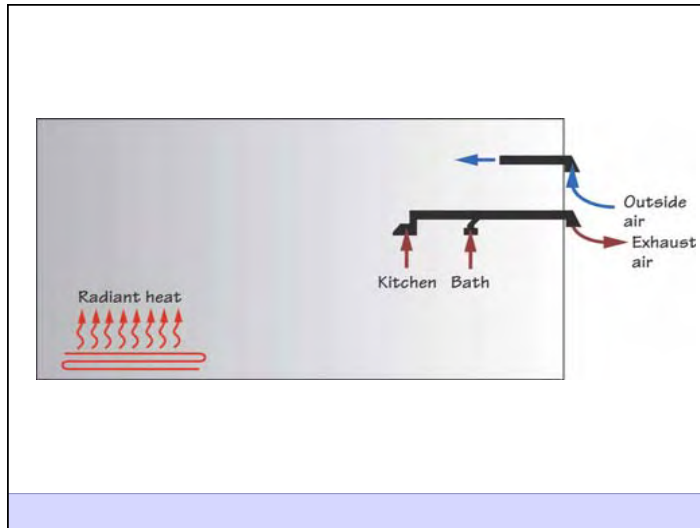 Outside
air
Exhaust
air
Kitchen
Bath
Radiant heat